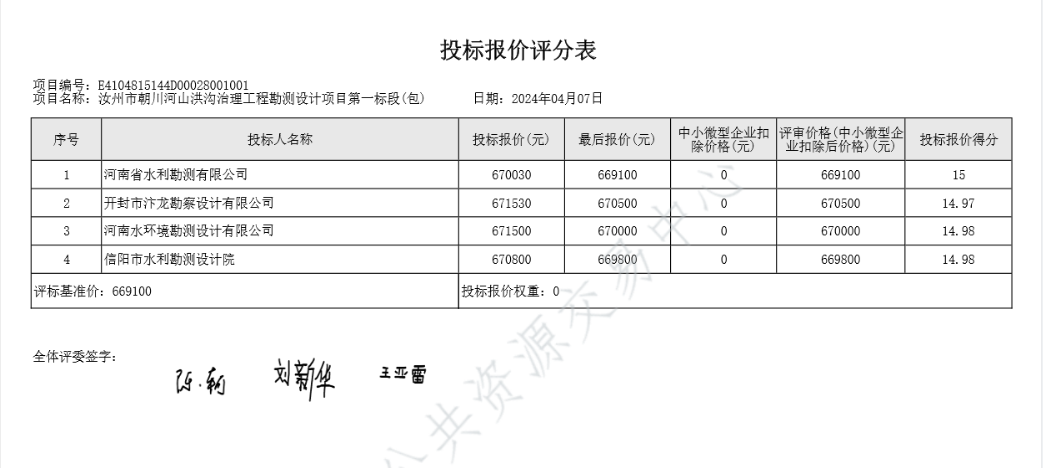 投标报价评分表
项目编号: E4104815144D00028001001
项目名称: 汝州市朝川河山洪沟治理工程勘测设计项目第一标段(包) 日期: 2024年04月07日
序号 投标人名称 投标报价(元) 最后报价(元) 中小微型企业扣除价格(元) 评审价格(中小微型企业扣除后价格)(元) 投标报价得分
1 河南省水利勘测有限公司 670030 669100 0 669100 15
2 开封市汴龙勘察设计有限公司 671530 670500 0 670500 14.97
3 河南水环境勘测设计有限公司 671500 670000 0 670000 14.98
4 信阳市水利勘测设计院 670800 669800 0 669800 14.98
评标基准价: 669100 投标报价权重: 0
全体评委签字:
刘新华 王亚雷
公共资源交易中心